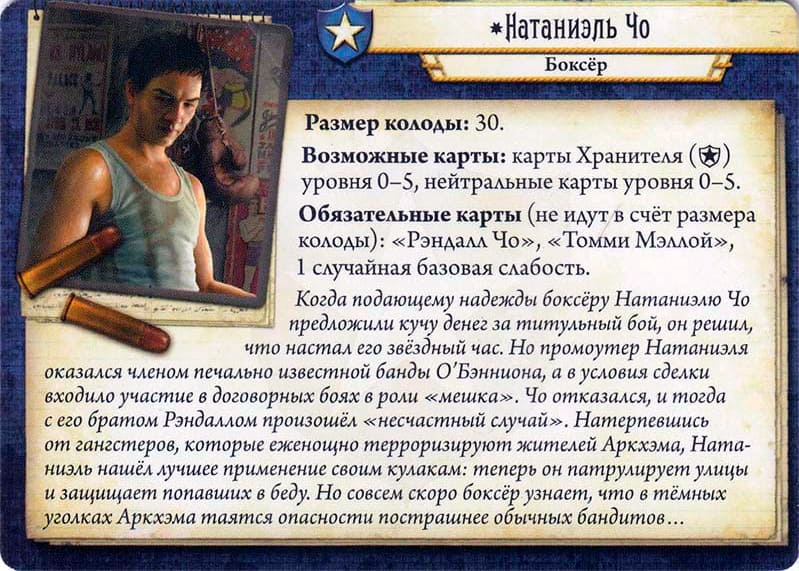 *Натаниэль Чо
Боксёр
Размер колоды: 30.
Возможные карты: карты Хранителя ( )
уровня 0–5, нейтральные карты уровня 0–5.
Обязательные карты (не идут в счёт размера
колоды): «Рэндалл Чо», «Томми Мэллой»,
1 случайная базовая слабость.
Когда подающему надежды боксёру Натаниэлю Чо
предложили кучу денег за титульный бой, он решил,
что настал его звёздный час. Но промоутер Натаниэля
оказался членом печально известной банды О'Бэнниона, а в условия сделки
входило участие в договорных боях в роли «мешка». Чо отказался, и тогда
с его братом Рэндаллом произошёл «несчастный случай». Натерпевшись
от гангстеров, которые еженощно терроризируют жителей Аркхэма, Ната-
ниэль нашёл лучшее применение своим кулакам: теперь он патрулирует улицы
и защищает попавших в беду. Но совсем скоро боксёр узнает, что в тёмных
уголках Аркхэма таятся опасности пострашнее обычных бандитов…